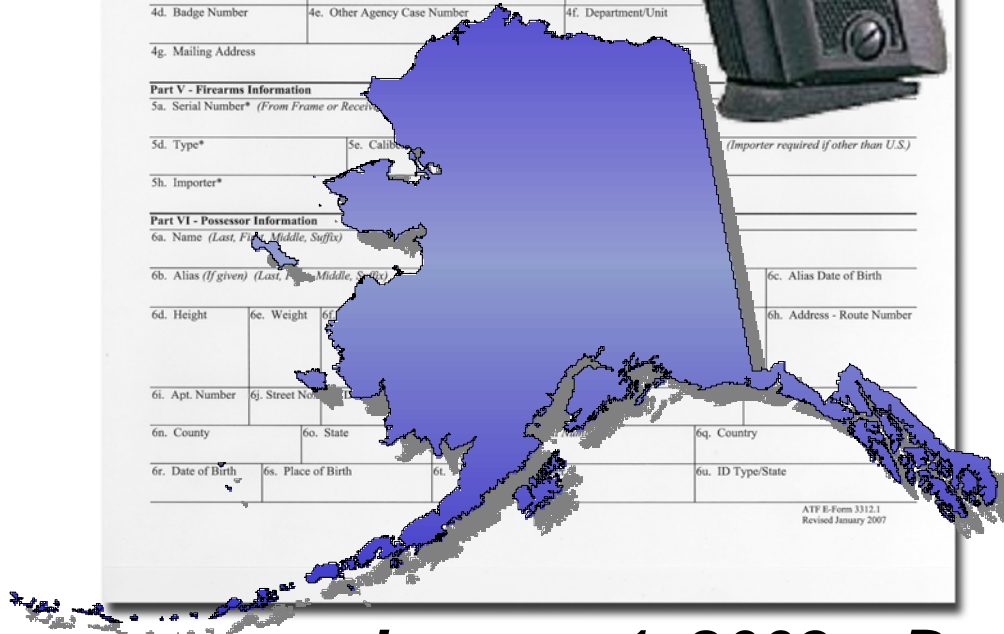 4d. Badge Number 4e. Other Agency Case Number 4f. Department/Unit
4g. Mailing Address
Part V - Firearms Information
5a. Serial Number* (From Frame or
5d. Type* 5e. (Importer required if other than U.S.)
5h. Importer*
Part VI - Possessor Information
6a. Name (Last, First, Middle, Suffix)
6b. Alias (If given) (Last, Middle, Suffix) 6c. Alias Date of Birth
6d. Height 6e. Weight 6h. Address - Route Number
6i. Apt. Number 6j. Street
6n. County 6o. State 6q. Country
6r. Date of Birth 6s. Place of Birth 6t. 6u. ID Type/State
ATF E-Form 3312.1
Revised January 2007